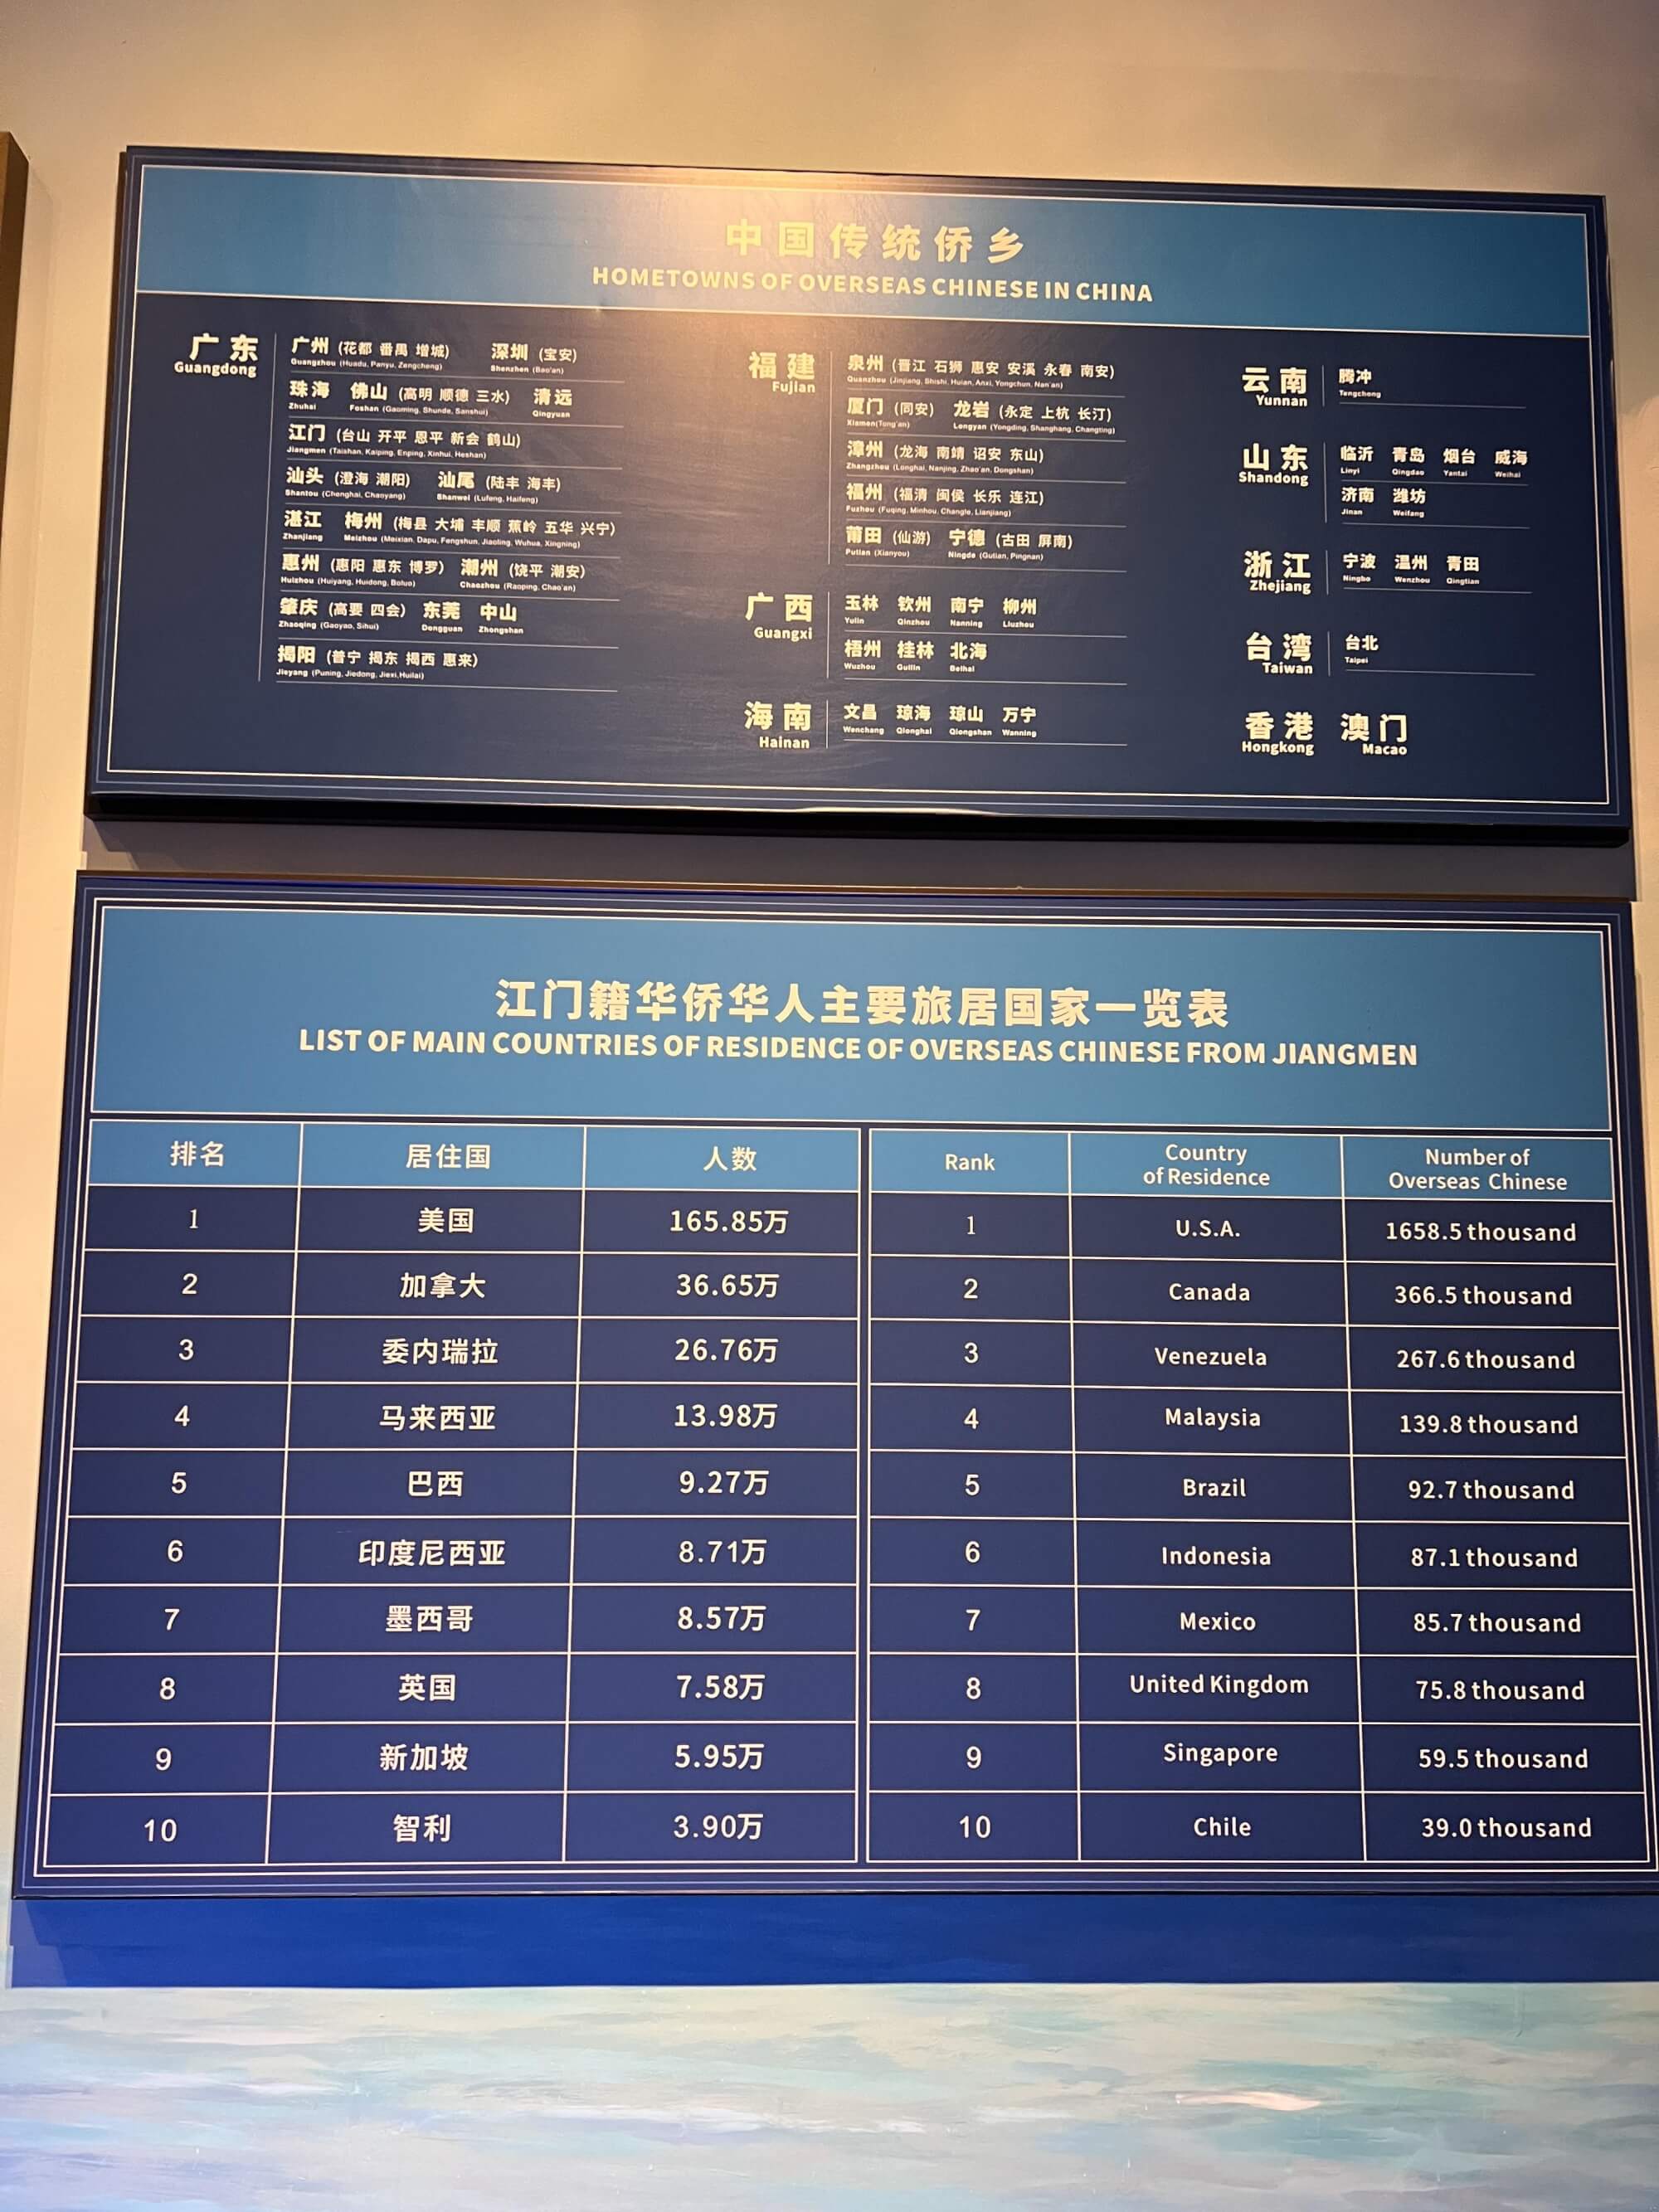 中国传统侨乡
HOMETOWNS OF OVERSEAS CHINESE IN CHINA
广东
Guangdong
广州 (花都 番禺 增城) 深圳 (宝安)
Guangzhou (Huadu, Panyu, Zengcheng) Shenzhen (Bao'an)
珠海 佛山 (高明 顺德 三水) 清远
Zhuhai Foshan (Gaoming, Shunde, Sanshui) Qingyuan
江门 (台山 开平 恩平 新会 鹤山)
Jiangmen (Taishan, Kaiping, Enping, Xinhui, Heshan)
汕头 (澄海 潮阳) 汕尾 (陆丰 海丰)
Shantou (Chenghai, Chaoyang) Shanwei (Lufeng, Haifeng)
湛江 梅州 (梅县 大埔 丰顺 蕉岭 五华 兴宁)
Zhanjiang Meizhou (Meixian, Dapu, Fengshun, Jiaoling, Wuhua, Xingning)
惠州 (惠阳 惠东 博罗) 潮州 (饶平 潮安)
Huizhou (Huiyang, Huidong, Boluo) Chaozhou (Raoping, Chao'an)
肇庆 (高要 四会) 东莞 中山
Zhaoqing (Gaoyao, Sihui) Dongguan Zhongshan
揭阳 (普宁 揭东 揭西 惠来)
Jieyang (Puning, Jiedong, Jiexi, Huilai)
福建
Fujian
泉州 (晋江 石狮 惠安 安溪 永春 南安)
Quanzhou (Jinjiang, Shishi, Huian, Anxi, Yongchun, Nan'an)
厦门 (同安) 龙岩 (永定 上杭 长汀)
Xiamen(Tong'an) Longyan (Yongding, Shanghang, Changting)
漳州 (龙海 南靖 诏安 东山)
Zhangzhou (Longhai, Nanjing, Zhao'an, Dongshan)
福州 (福清 闽侯 长乐 连江)
Fuzhou (Fuqing, Minhou, Changle, Lianjiang)
莆田 (仙游) 宁德 (古田 屏南)
Putian (Xianyou) Ningde (Gutian, Pingnan)
广西
Guangxi
玉林 钦州 南宁 柳州
Yulin Qinzhou Nanning Liuzhou
梧州 桂林 北海
Wuzhou Guilin Beihai
海南
Hainan
文昌 琼海 琼山 万宁
Wenchang Qionghai Qiongshan Wanning
云南
Yunnan
腾冲
Tengchong
山东
Shandong
临沂 青岛 烟台 威海
Linyi Qingdao Yantai Weihai
济南 潍坊
Jinan Weifang
浙江
Zhejiang
宁波 温州 青田
Ningbo Wenzhou Qingtian
台湾
Taiwan
台北
Taipei
香港 澳门
Hongkong Macao
江门籍华侨华人主要旅居国家一览表
LIST OF MAIN COUNTRIES OF RESIDENCE OF OVERSEAS CHINESE FROM JIANGMEN
排名 居住国 人数 Rank Country of Residence Number of Overseas Chinese
1 美国 165.85万 1 U.S.A. 1658.5 thousand
2 加拿大 36.65万 2 Canada 366.5 thousand
3 委内瑞拉 26.76万 3 Venezuela 267.6 thousand
4 马来西亚 13.98万 4 Malaysia 139.8 thousand
5 巴西 9.27万 5 Brazil 92.7 thousand
6 印度尼西亚 8.71万 6 Indonesia 87.1 thousand
7 墨西哥 8.57万 7 Mexico 85.7 thousand
8 英国 7.58万 8 United Kingdom 75.8 thousand
9 新加坡 5.95万 9 Singapore 59.5 thousand
10 智利 3.90万 10 Chile 39.0 thousand